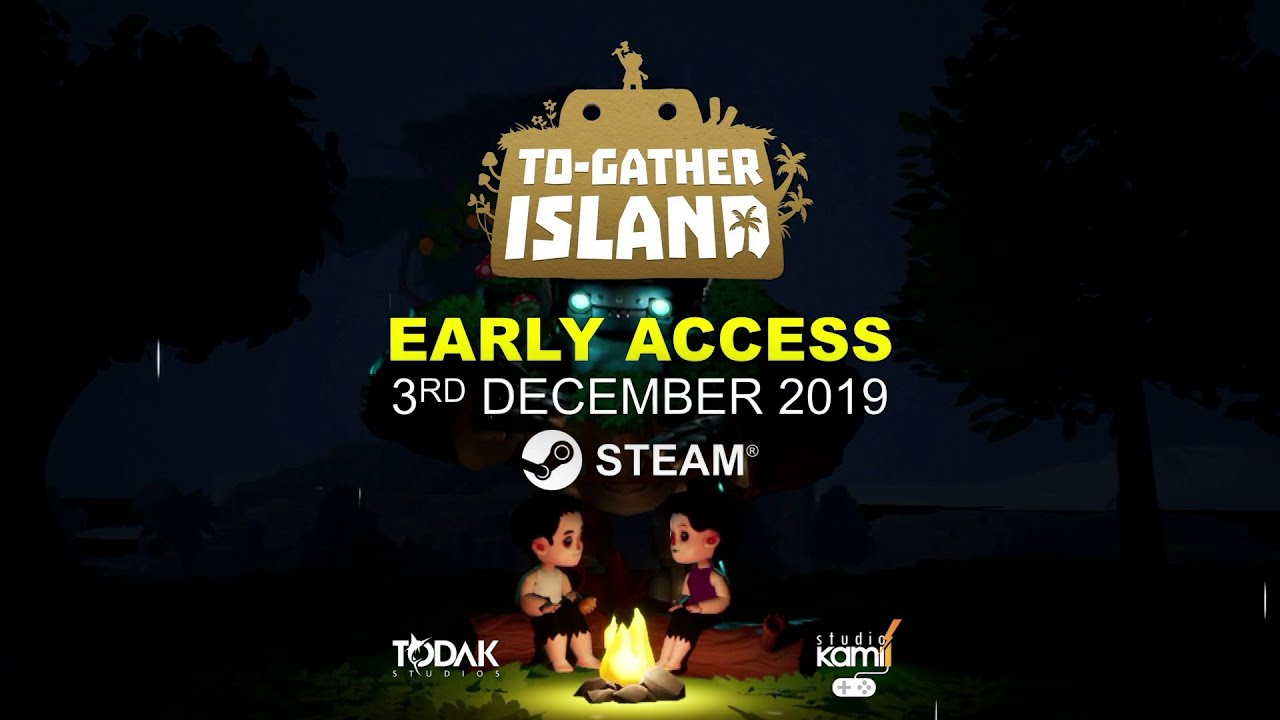 TO-GATHER
ISLAND
EARLY ACCESS
3RD DECEMBER 2019
STEAM®
TODAK
STUDIOS
studio
kami